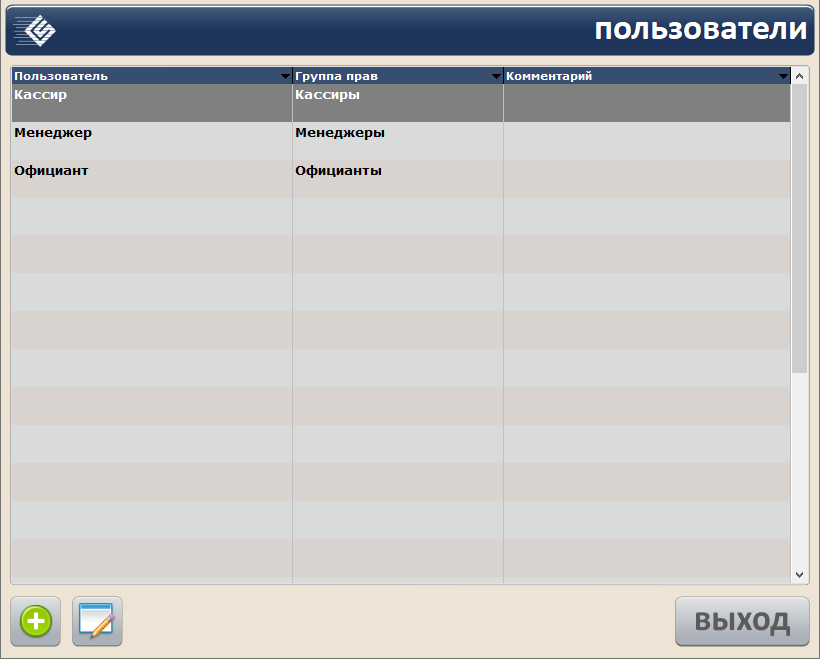 пользователи
Пользователь Группа прав Комментарий
Кассир Кассиры
Менеджер Менеджеры
Официант Официанты
ВЫХОД